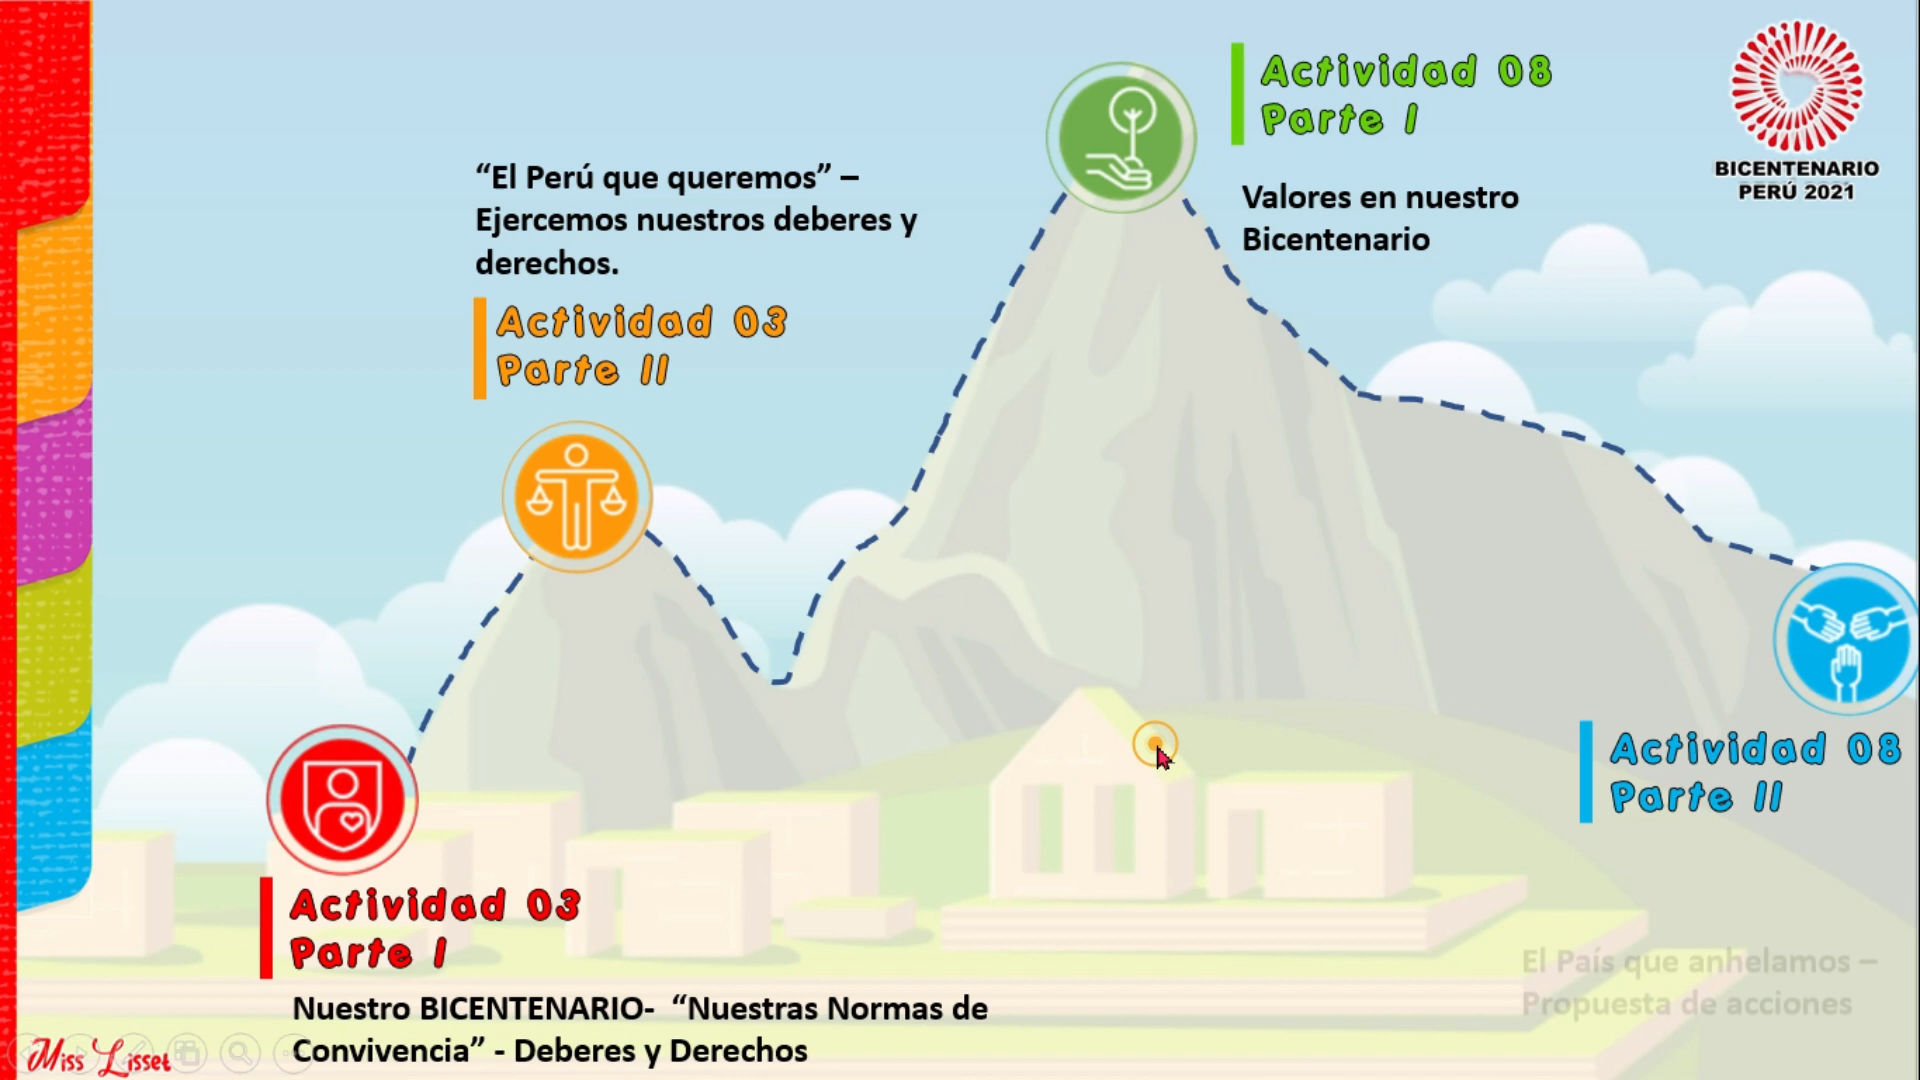 Actividad 08
Parte I
Valores en nuestro
Bicentenario
BICENTENARIO
PERÚ 2021
“El Perú que queremos” –
Ejercemos nuestros deberes y
derechos.
Actividad 03
Parte II
Actividad 08
Parte II
El País que anhelamos –
Propuesta de acciones
Actividad 03
Parte I
Nuestro BICENTENARIO- “Nuestras Normas de
Convivencia” - Deberes y Derechos
Miss Lisset